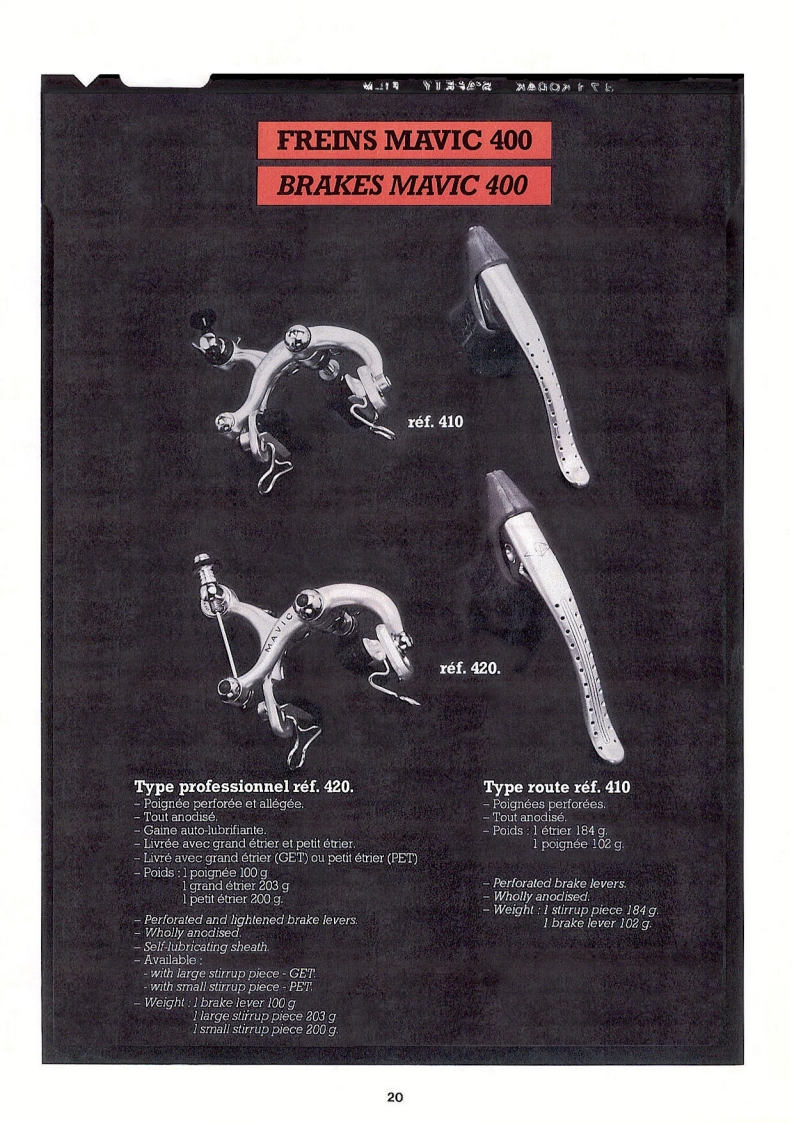 FREINS MAVIC 400
BRAKES MAVIC 400
réf. 410
MAVIC
réf. 420.
Type professionnel réf. 420.
– Poignée perforée et allégée.
– Tout anodisé.
– Gaine auto-lubrifiante.
– Livrée avec grand étrier et petit étrier.
– Livré avec grand étrier (GET) ou petit étrier (PET)
– Poids : 1 poignée 100 g
1 grand étrier 203 g
1 petit étrier 200 g.
– Perforated and lightened brake levers.
– Wholly anodised.
– Self-lubricating sheath.
– Available :
- with large stirrup piece - GET.
- with small stirrup piece - PET.
– Weight : 1 brake lever 100 g
1 large stirrup piece 203 g
1 small stirrup piece 200 g.
Type route réf. 410
– Poignées perforées.
– Tout anodisé.
– Poids : 1 étrier 184 g.
1 poignée 102 g.
– Perforated brake levers.
– Wholly anodised.
– Weight : 1 stirrup piece 184 g.
1 brake lever 102 g.
20